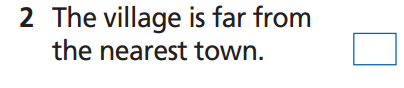 2 The village is far from
the nearest town.